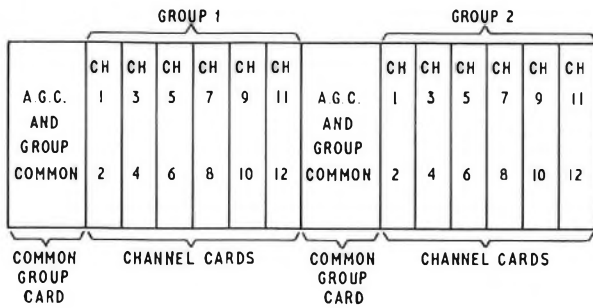 GROUP 1 GROUP 2
CH CH CH CH CH CH CH CH CH CH CH CH
A.G.C. 1 3 5 7 9 11 A.G.C. 1 3 5 7 9 11
AND AND
GROUP GROUP
COMMON 2 4 6 8 10 12 COMMON 2 4 6 8 10 12
COMMON CHANNEL CARDS COMMON CHANNEL CARDS
GROUP GROUP
CARD CARD